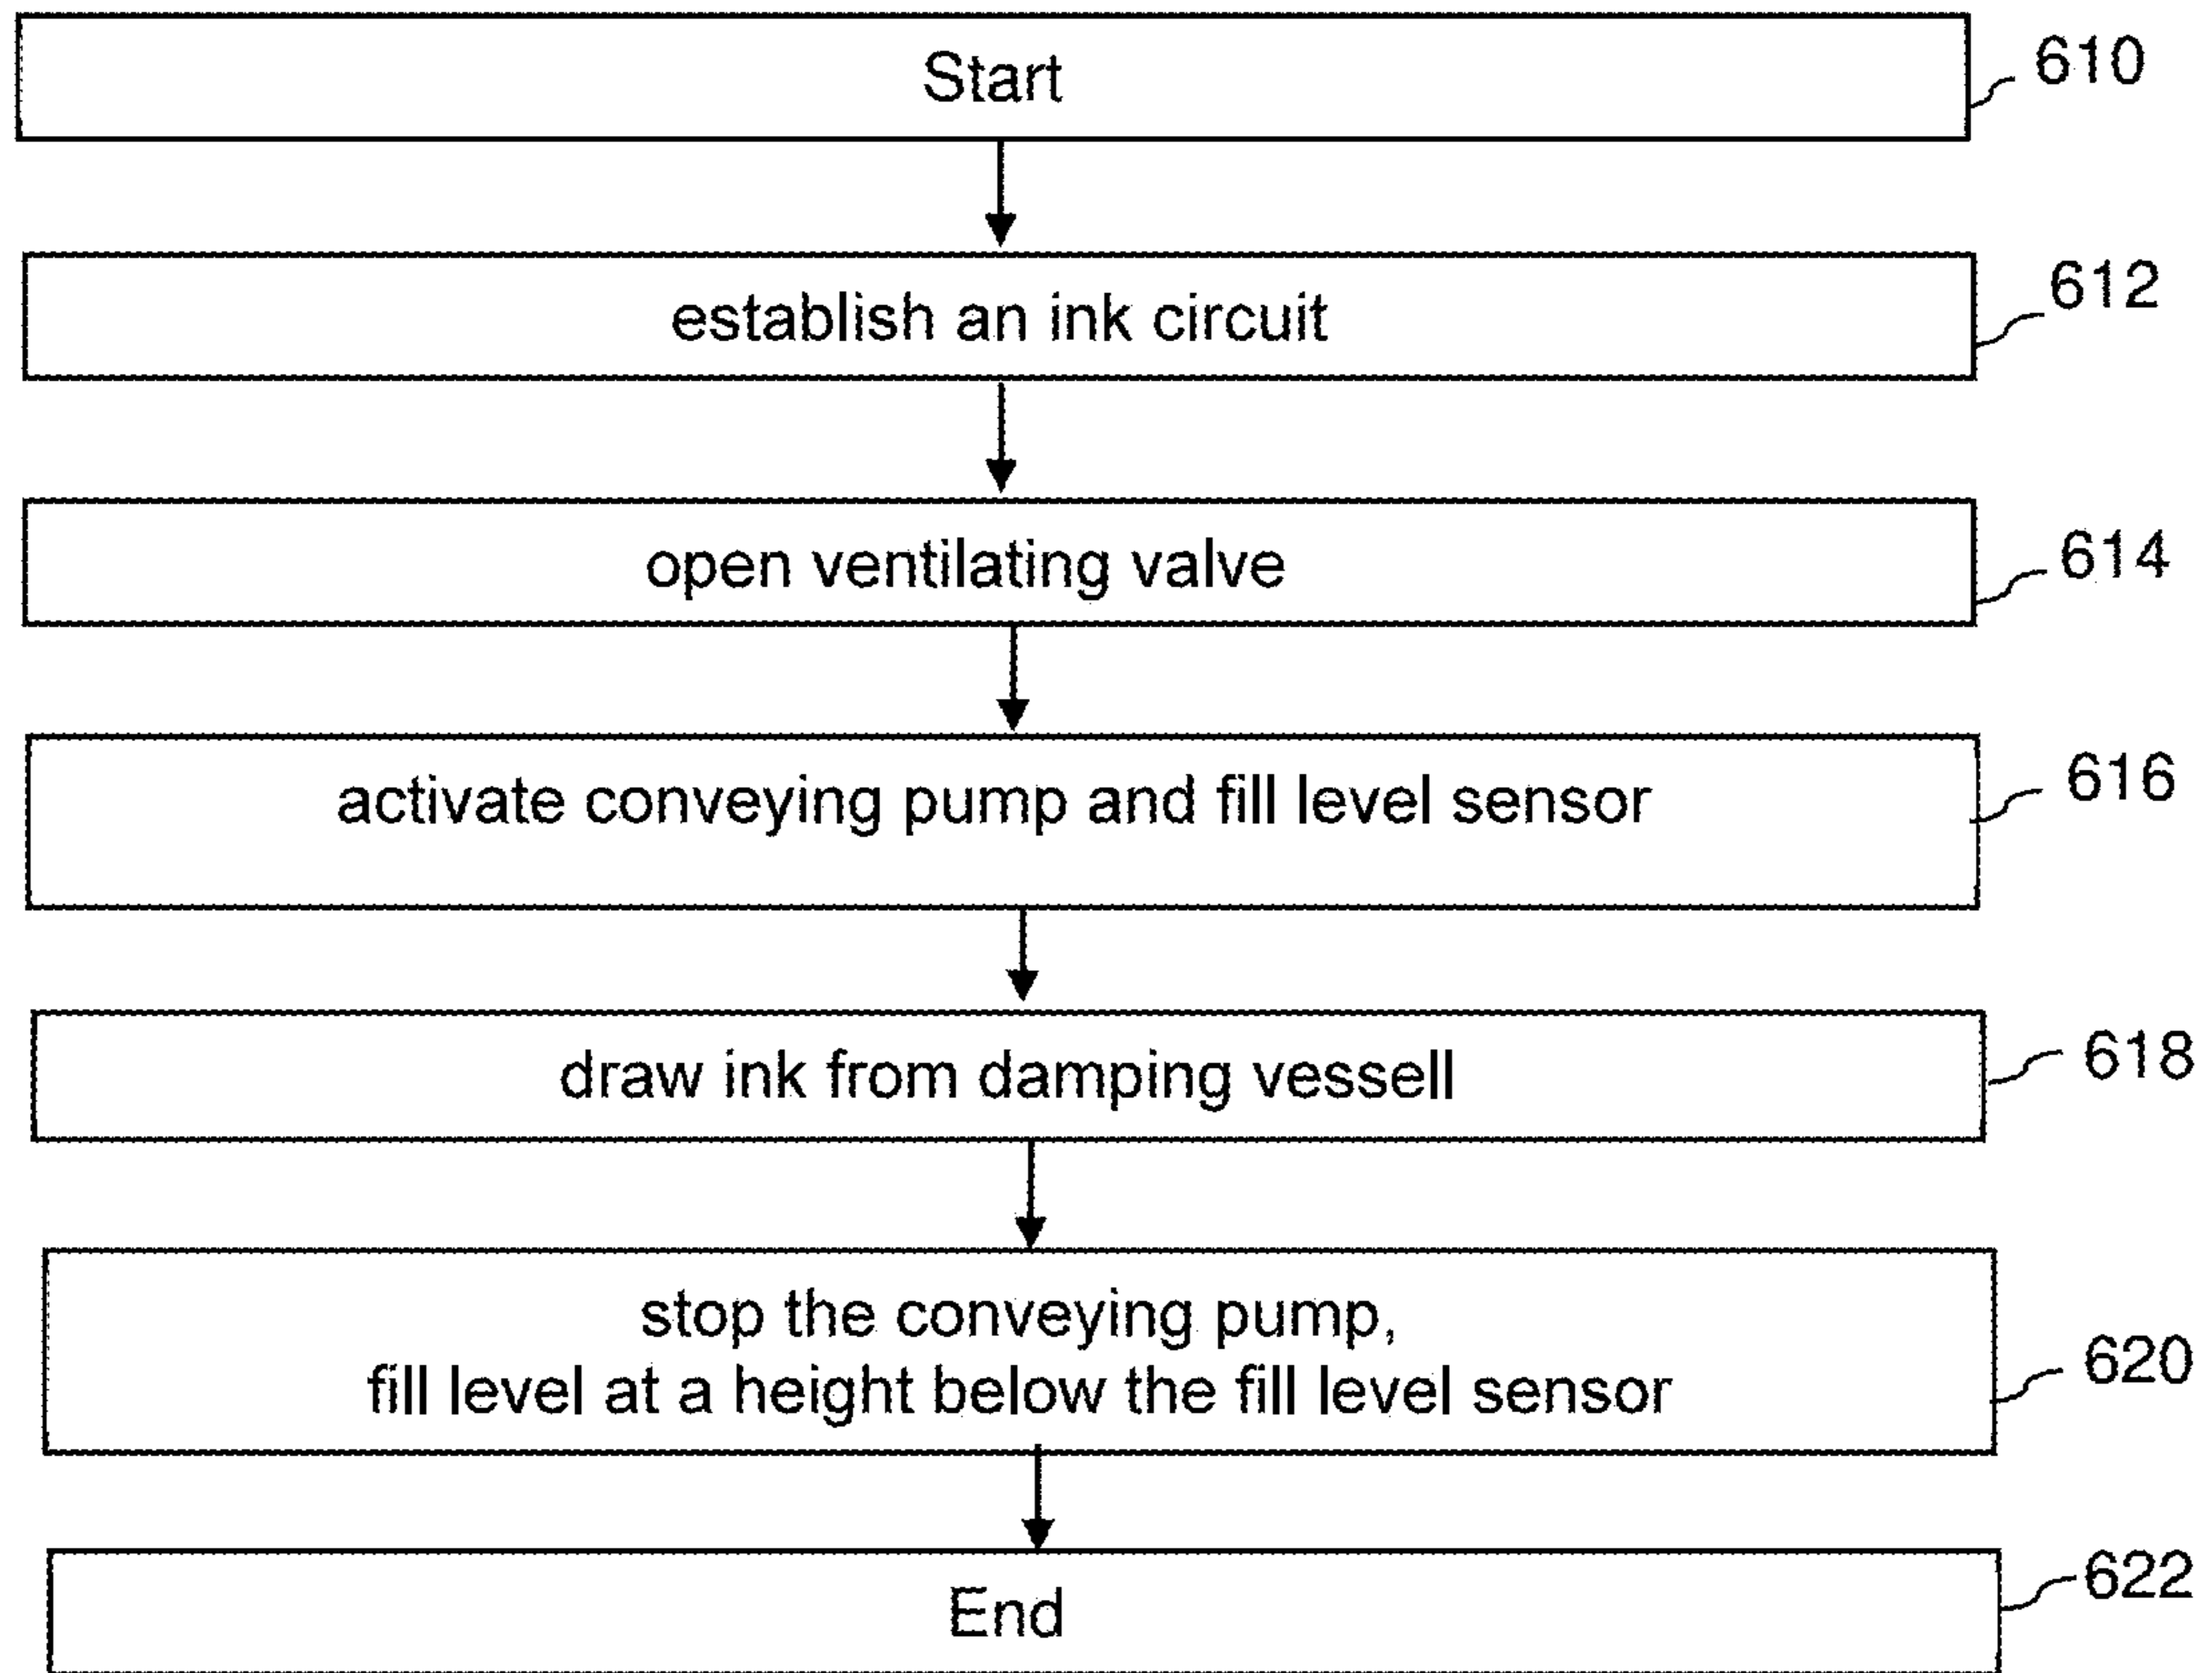 Start
610
establish an ink circuit
612
open ventilating valve
614
activate conveying pump and fill level sensor
616
draw ink from damping vessell
618
stop the conveying pump,
fill level at a height below the fill level sensor
620
End
622